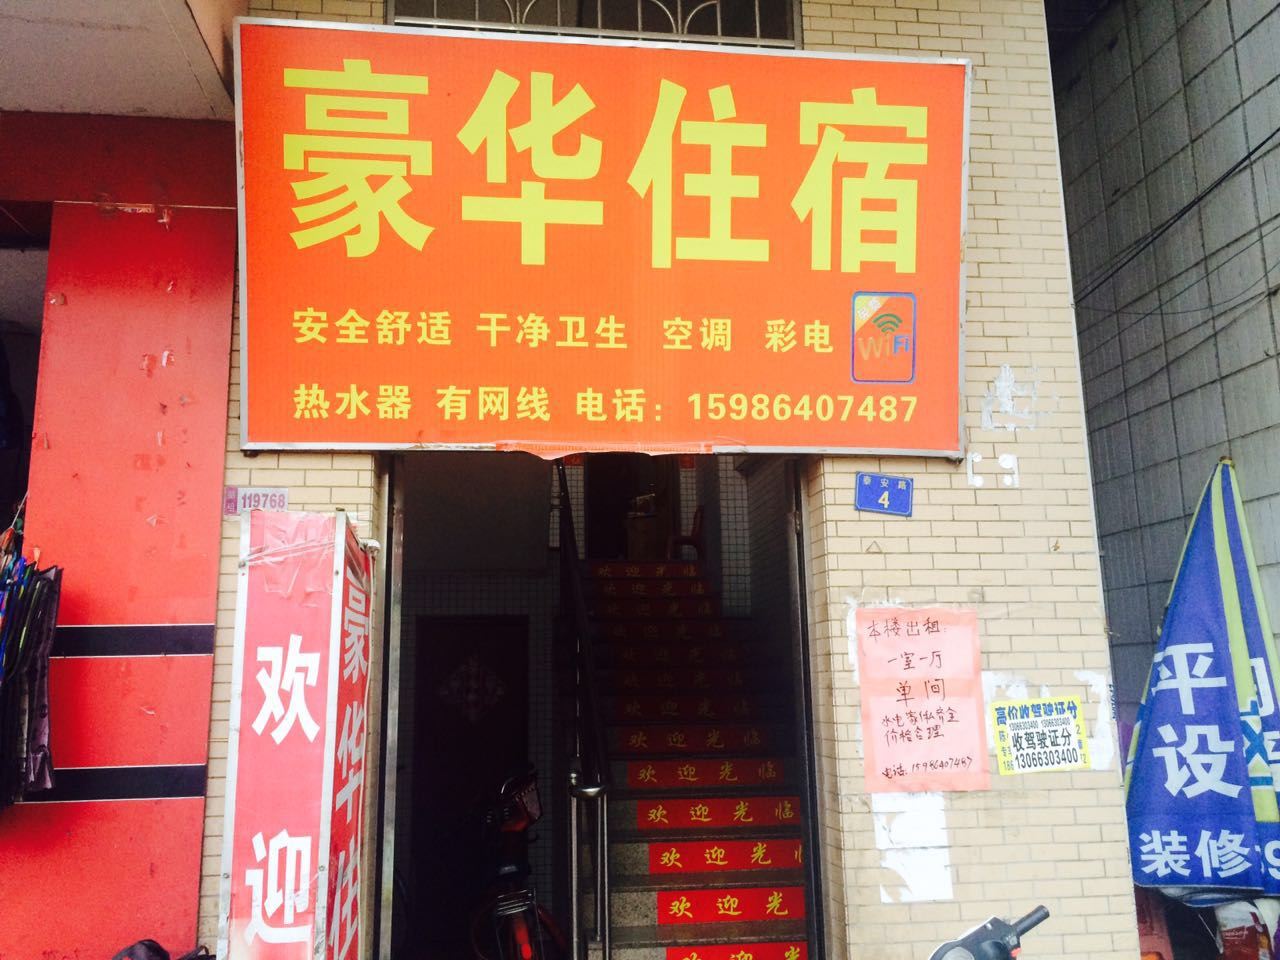 豪华住宿
安全舒适 干净卫生 空调 彩电
WiFi
热水器 有网线 电话：15986407487
119768
泰安路
4
欢迎
豪华住
欢迎光临
欢迎光临
欢迎光临
欢迎光临
欢迎光临
欢迎光临
欢迎光临
欢迎光
欢迎光
本楼出租：
一室一厅
单间
水电家私齐全
价格合理
电话：15986407487
高价收驾驶证分
13066303400 13066303400
收驾驶证分
13066303400
平
设
装修